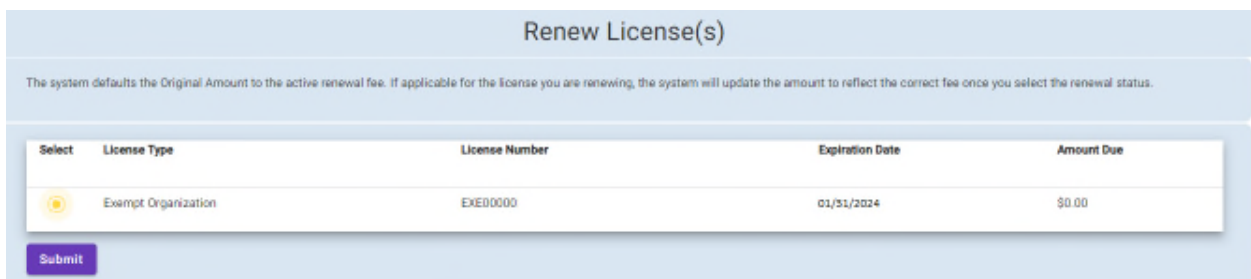 Renew License(s)
The system defaults the Original Amount to the active renewal fee. If applicable for the license you are renewing, the system will update the amount to reflect the correct fee once you select the renewal status.
Select License Type License Number Expiration Date Amount Due
Exempt Organization EXE00000 01/31/2024 $0.00
Submit